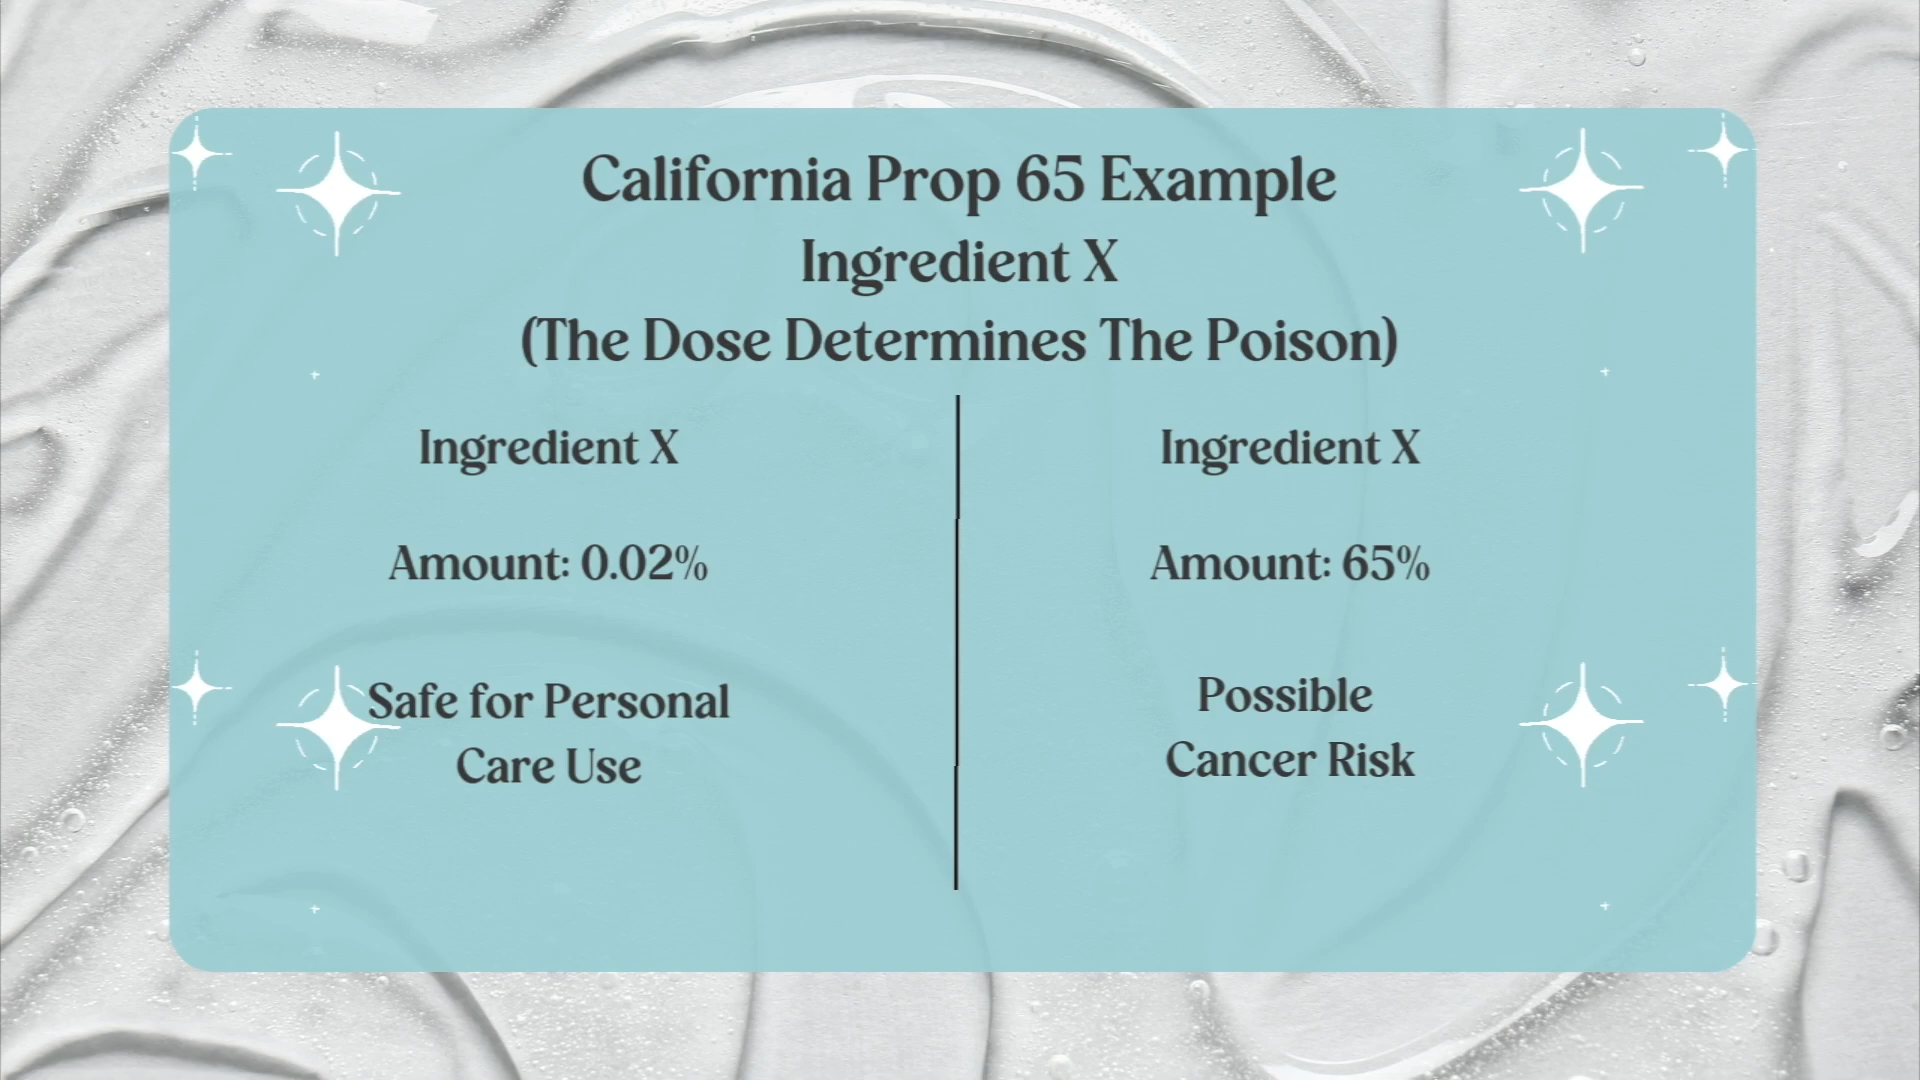 California Prop 65 Example
Ingredient X
(The Dose Determines The Poison)
Ingredient X
Amount: 0.02%
Safe for Personal
Care Use
Ingredient X
Amount: 65%
Possible
Cancer Risk